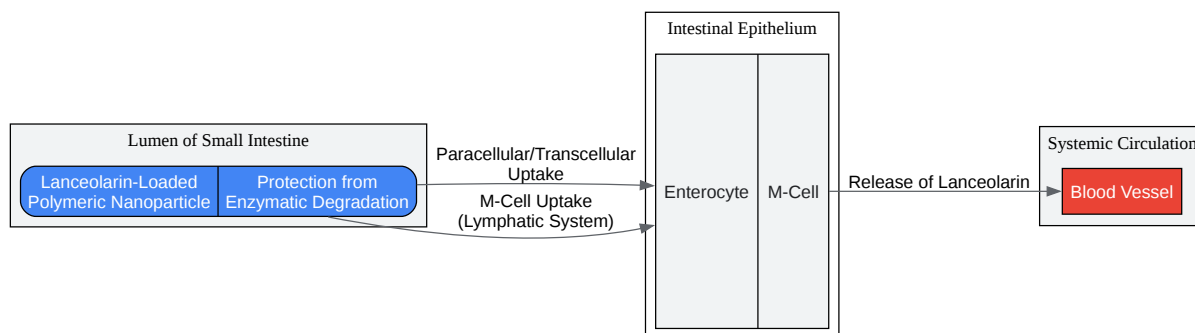 Lumen of Small Intestine
Lanceolarin-Loaded
Polymeric Nanoparticle
Protection from
Enzymatic Degradation
Paracellular/Transcellular
Uptake
M-Cell Uptake
(Lymphatic System)
Intestinal Epithelium
Enterocyte
M-Cell
Release of Lanceolarin
Systemic Circulation
Blood Vessel